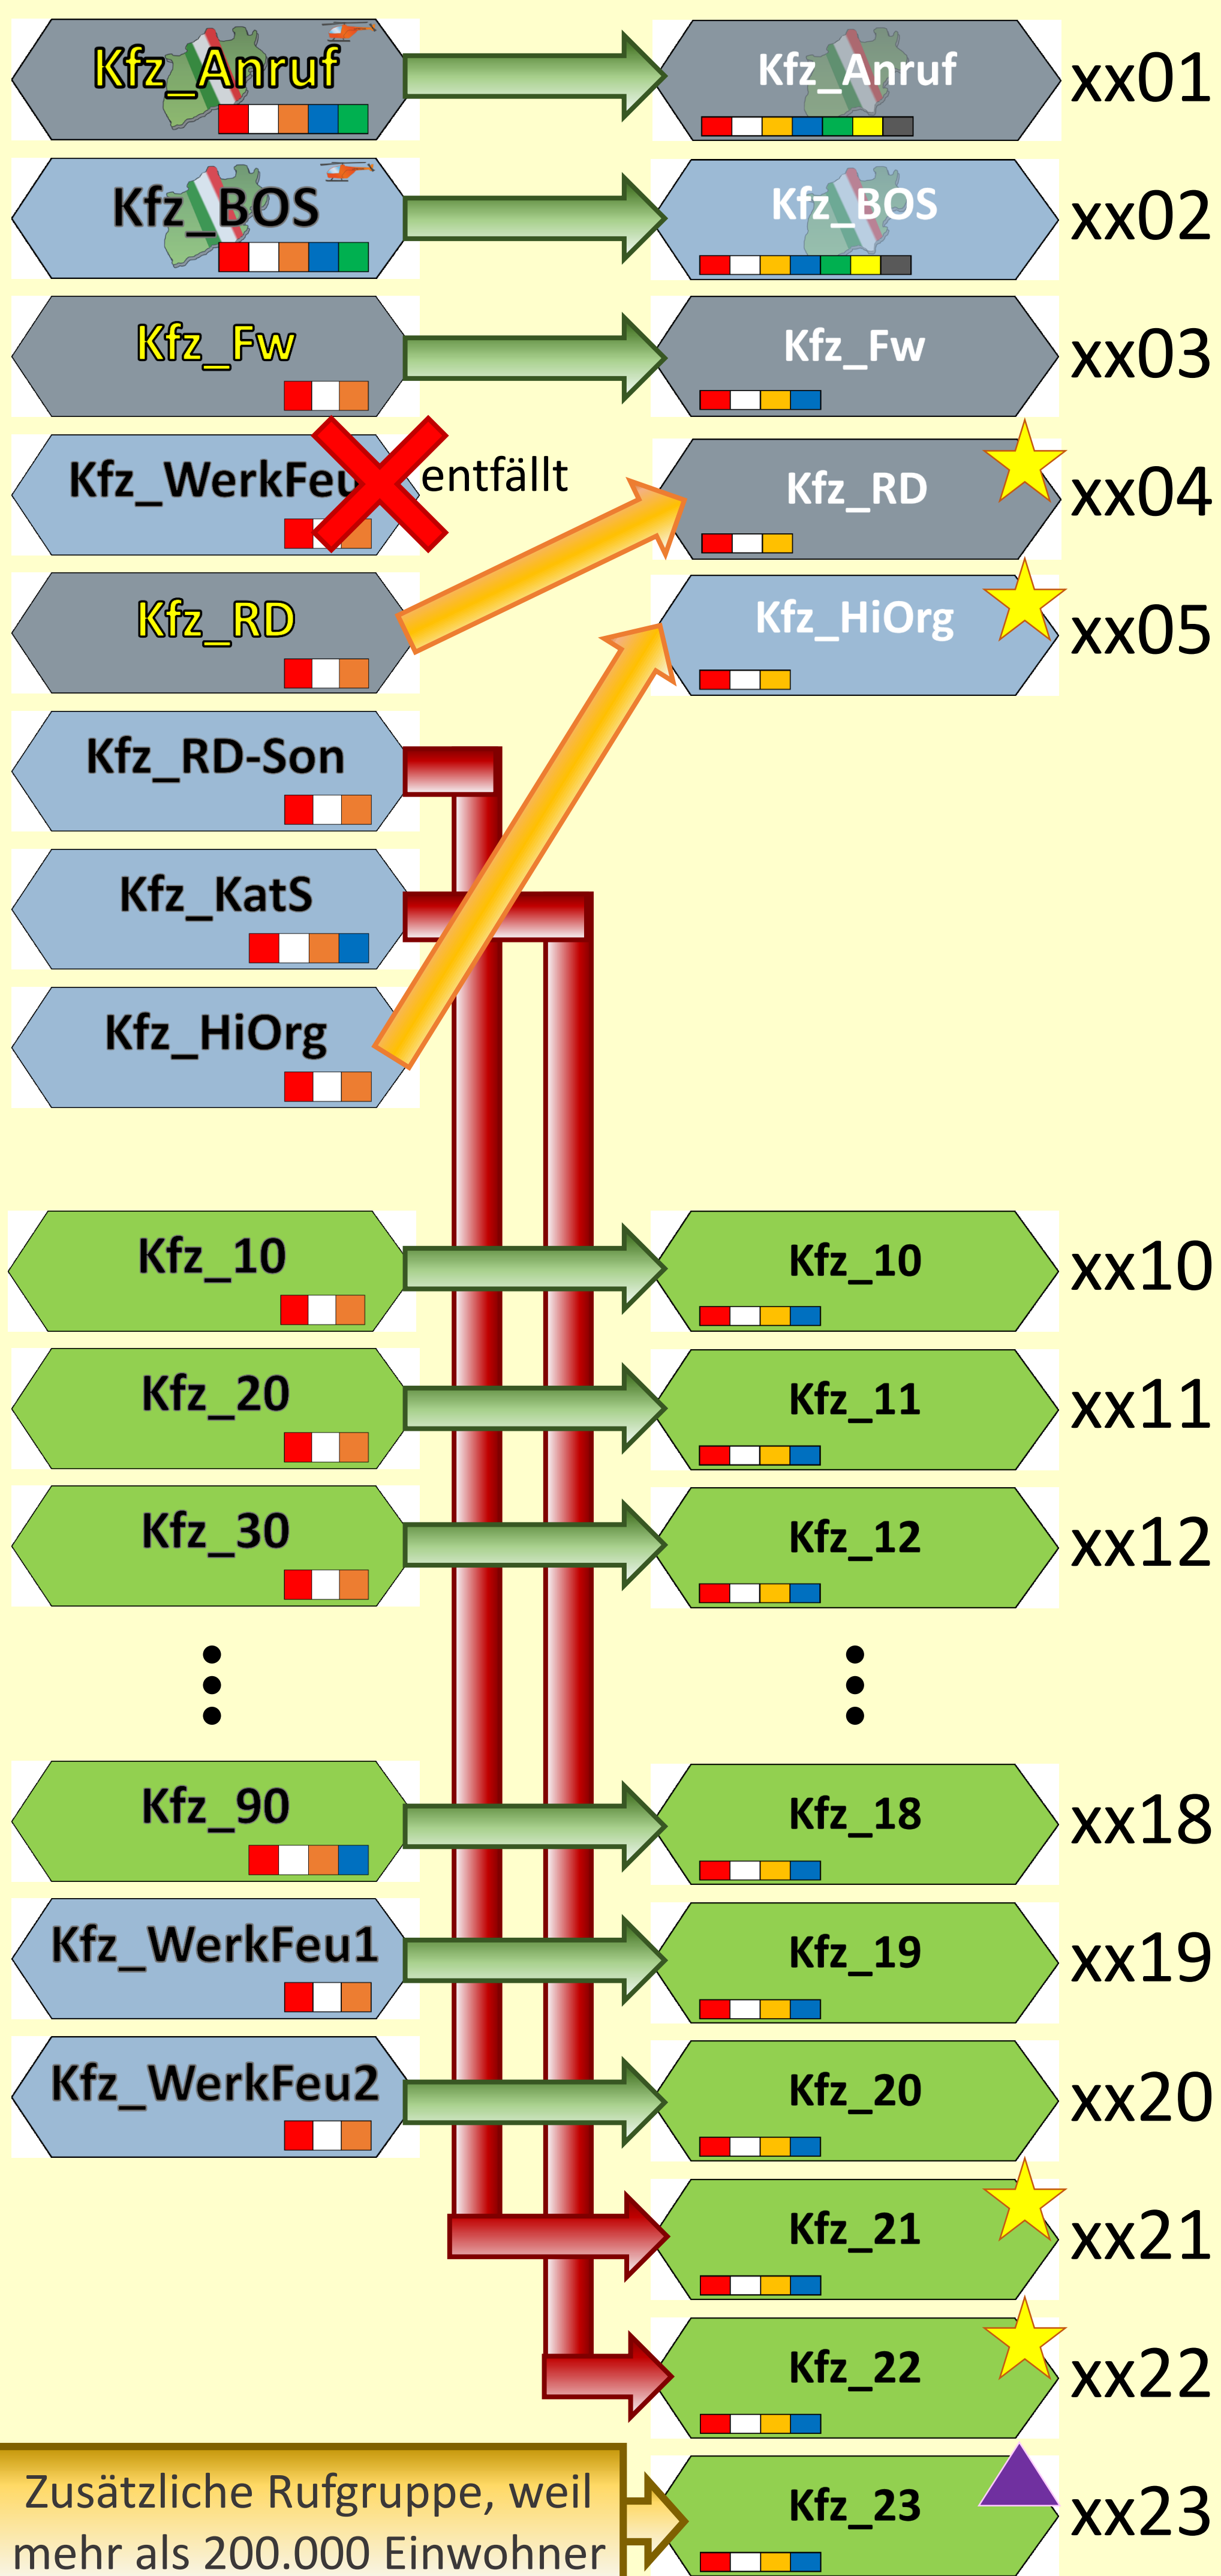 Kfz_Anruf Kfz_Anruf xx01
Kfz_BOS Kfz_BOS xx02
Kfz_Fw Kfz_Fw xx03
Kfz_WerkFeu entfällt Kfz_RD xx04
Kfz_RD Kfz_HiOrg xx05
Kfz_RD-Son
Kfz_KatS
Kfz_HiOrg
Kfz_10 Kfz_10 xx10
Kfz_20 Kfz_11 xx11
Kfz_30 Kfz_12 xx12
Kfz_90 Kfz_18 xx18
Kfz_WerkFeu1 Kfz_19 xx19
Kfz_WerkFeu2 Kfz_20 xx20
Kfz_21 xx21
Kfz_22 xx22
Zusätzliche Rufgruppe, weil Kfz_23 xx23
mehr als 200.000 Einwohner